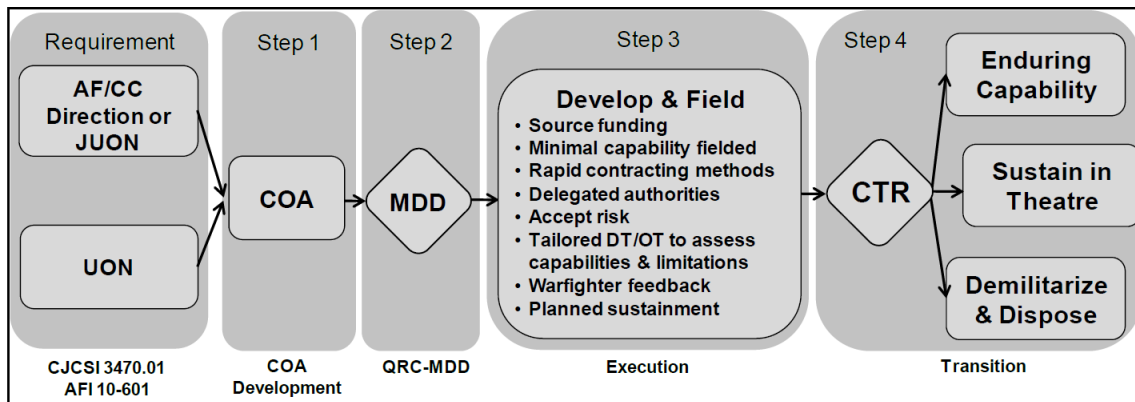 Requirement
AF/CC
Direction or
JUON
UON
CJCSI 3470.01
AFI 10-601
Step 1
COA
COA
Development
Step 2
MDD
QRC-MDD
Step 3
Develop & Field
• Source funding
• Minimal capability fielded
• Rapid contracting methods
• Delegated authorities
• Accept risk
• Tailored DT/OT to assess
capabilities & limitations
• Warfighter feedback
• Planned sustainment
Execution
Step 4
CTR
Enduring
Capability
Sustain in
Theatre
Demilitarize
& Dispose
Transition